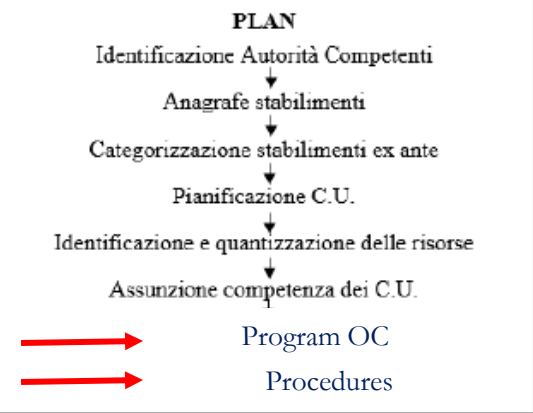 PLAN
Identificazione Autorità Competenti
Anagrafe stabilimenti
Categorizzazione stabilimenti ex ante
Pianificazione C.U.
Identificazione e quantizzazione delle risorse
Assunzione competenza dei C.U.
Program OC
Procedures